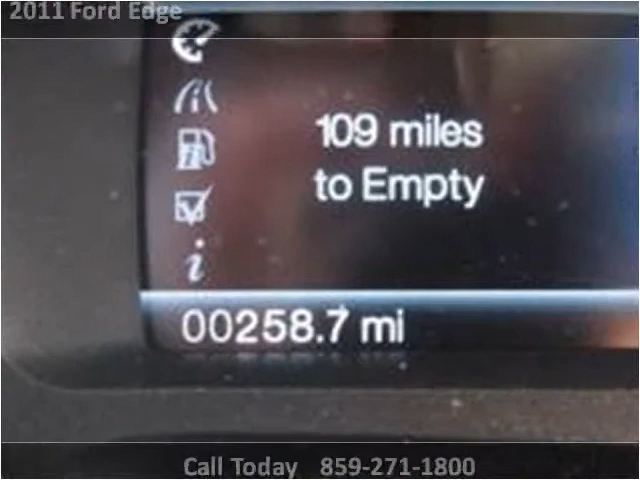 2011 Ford Edge
109 miles
to Empty
00258.7 mi
Call Today 859-271-1800